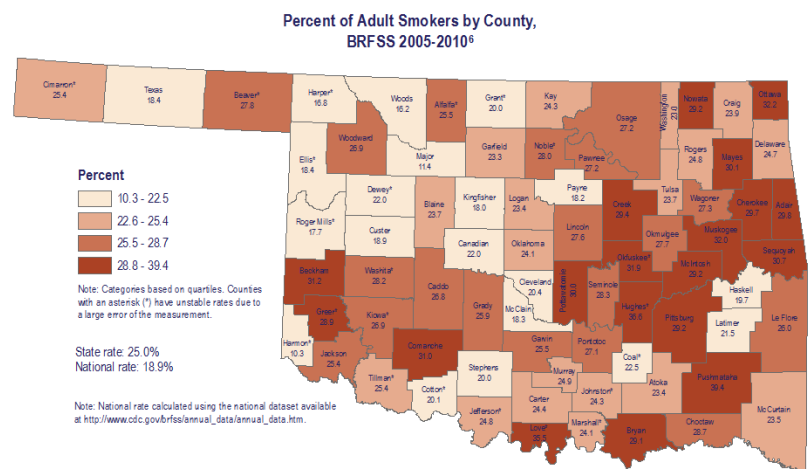 Percent of Adult Smokers by County,
BRFSS 2005-2010⁶
Cimarron*
25.4
Texas
18.4
Beaver*
27.8
Harper*
16.8
Woods
16.2
Alfalfa*
25.5
Grant*
20.0
Kay
24.3
Osage
27.2
Washington
23.0
Nowata
29.2
Craig
23.9
Ottawa
32.2
Woodward
26.9
Ellis*
18.4
Major
11.4
Garfield
23.3
Noble*
28.0
Pawnee
27.2
Rogers
24.8
Mayes
30.1
Delaware
24.7
Dewey*
22.0
Blaine
23.7
Kingfisher
18.0
Logan
23.4
Payne
18.2
Creek
29.4
Tulsa
23.7
Wagoner
27.3
Cherokee
29.7
Adair
29.8
Roger Mills*
17.7
Custer
18.9
Canadian
22.0
Oklahoma
24.1
Lincoln
27.6
Okmulgee
27.7
Muskogee
32.0
Sequoyah
30.7
Beckham
31.2
Washita*
28.2
Caddo
26.8
Grady
25.9
Cleveland
20.4
McClain
18.3
Pottawatomie
30.0
Seminole
28.3
Okfuskee*
31.9
Hughes*
McIntosh
29.2
Haskell
19.7
Greer*
28.9
Kiowa*
26.9
Comanche
31.0
Garvin
25.5
Pontotoc
27.1
Pittsburg
29.2
Latimer
21.5
Le Flore
26.0
Harmon*
10.3
Jackson
25.4
Tillman*
25.4
Cotton*
20.1
Stephens
20.0
Murray
24.9
Coal*
22.5
Johnston*
24.3
Atoka
23.4
Pushmataha
39.4
McCurtain
23.5
Jefferson*
24.8
Carter
24.4
Love*
Marshall*
24.1
Bryan
29.1
Choctaw
28.7
Percent
10.3 - 22.5
22.6 - 25.4
25.5 - 28.7
28.8 - 39.4
Note: Categories based on quartiles. Counties
with an asterisk (*) have unstable rates due to
a large error of the measurement.
State rate: 25.0%
National rate: 18.9%
Note: National rate calculated using the national dataset available
at http://www.cdc.gov/brfss/annual_data/annual_data.htm.